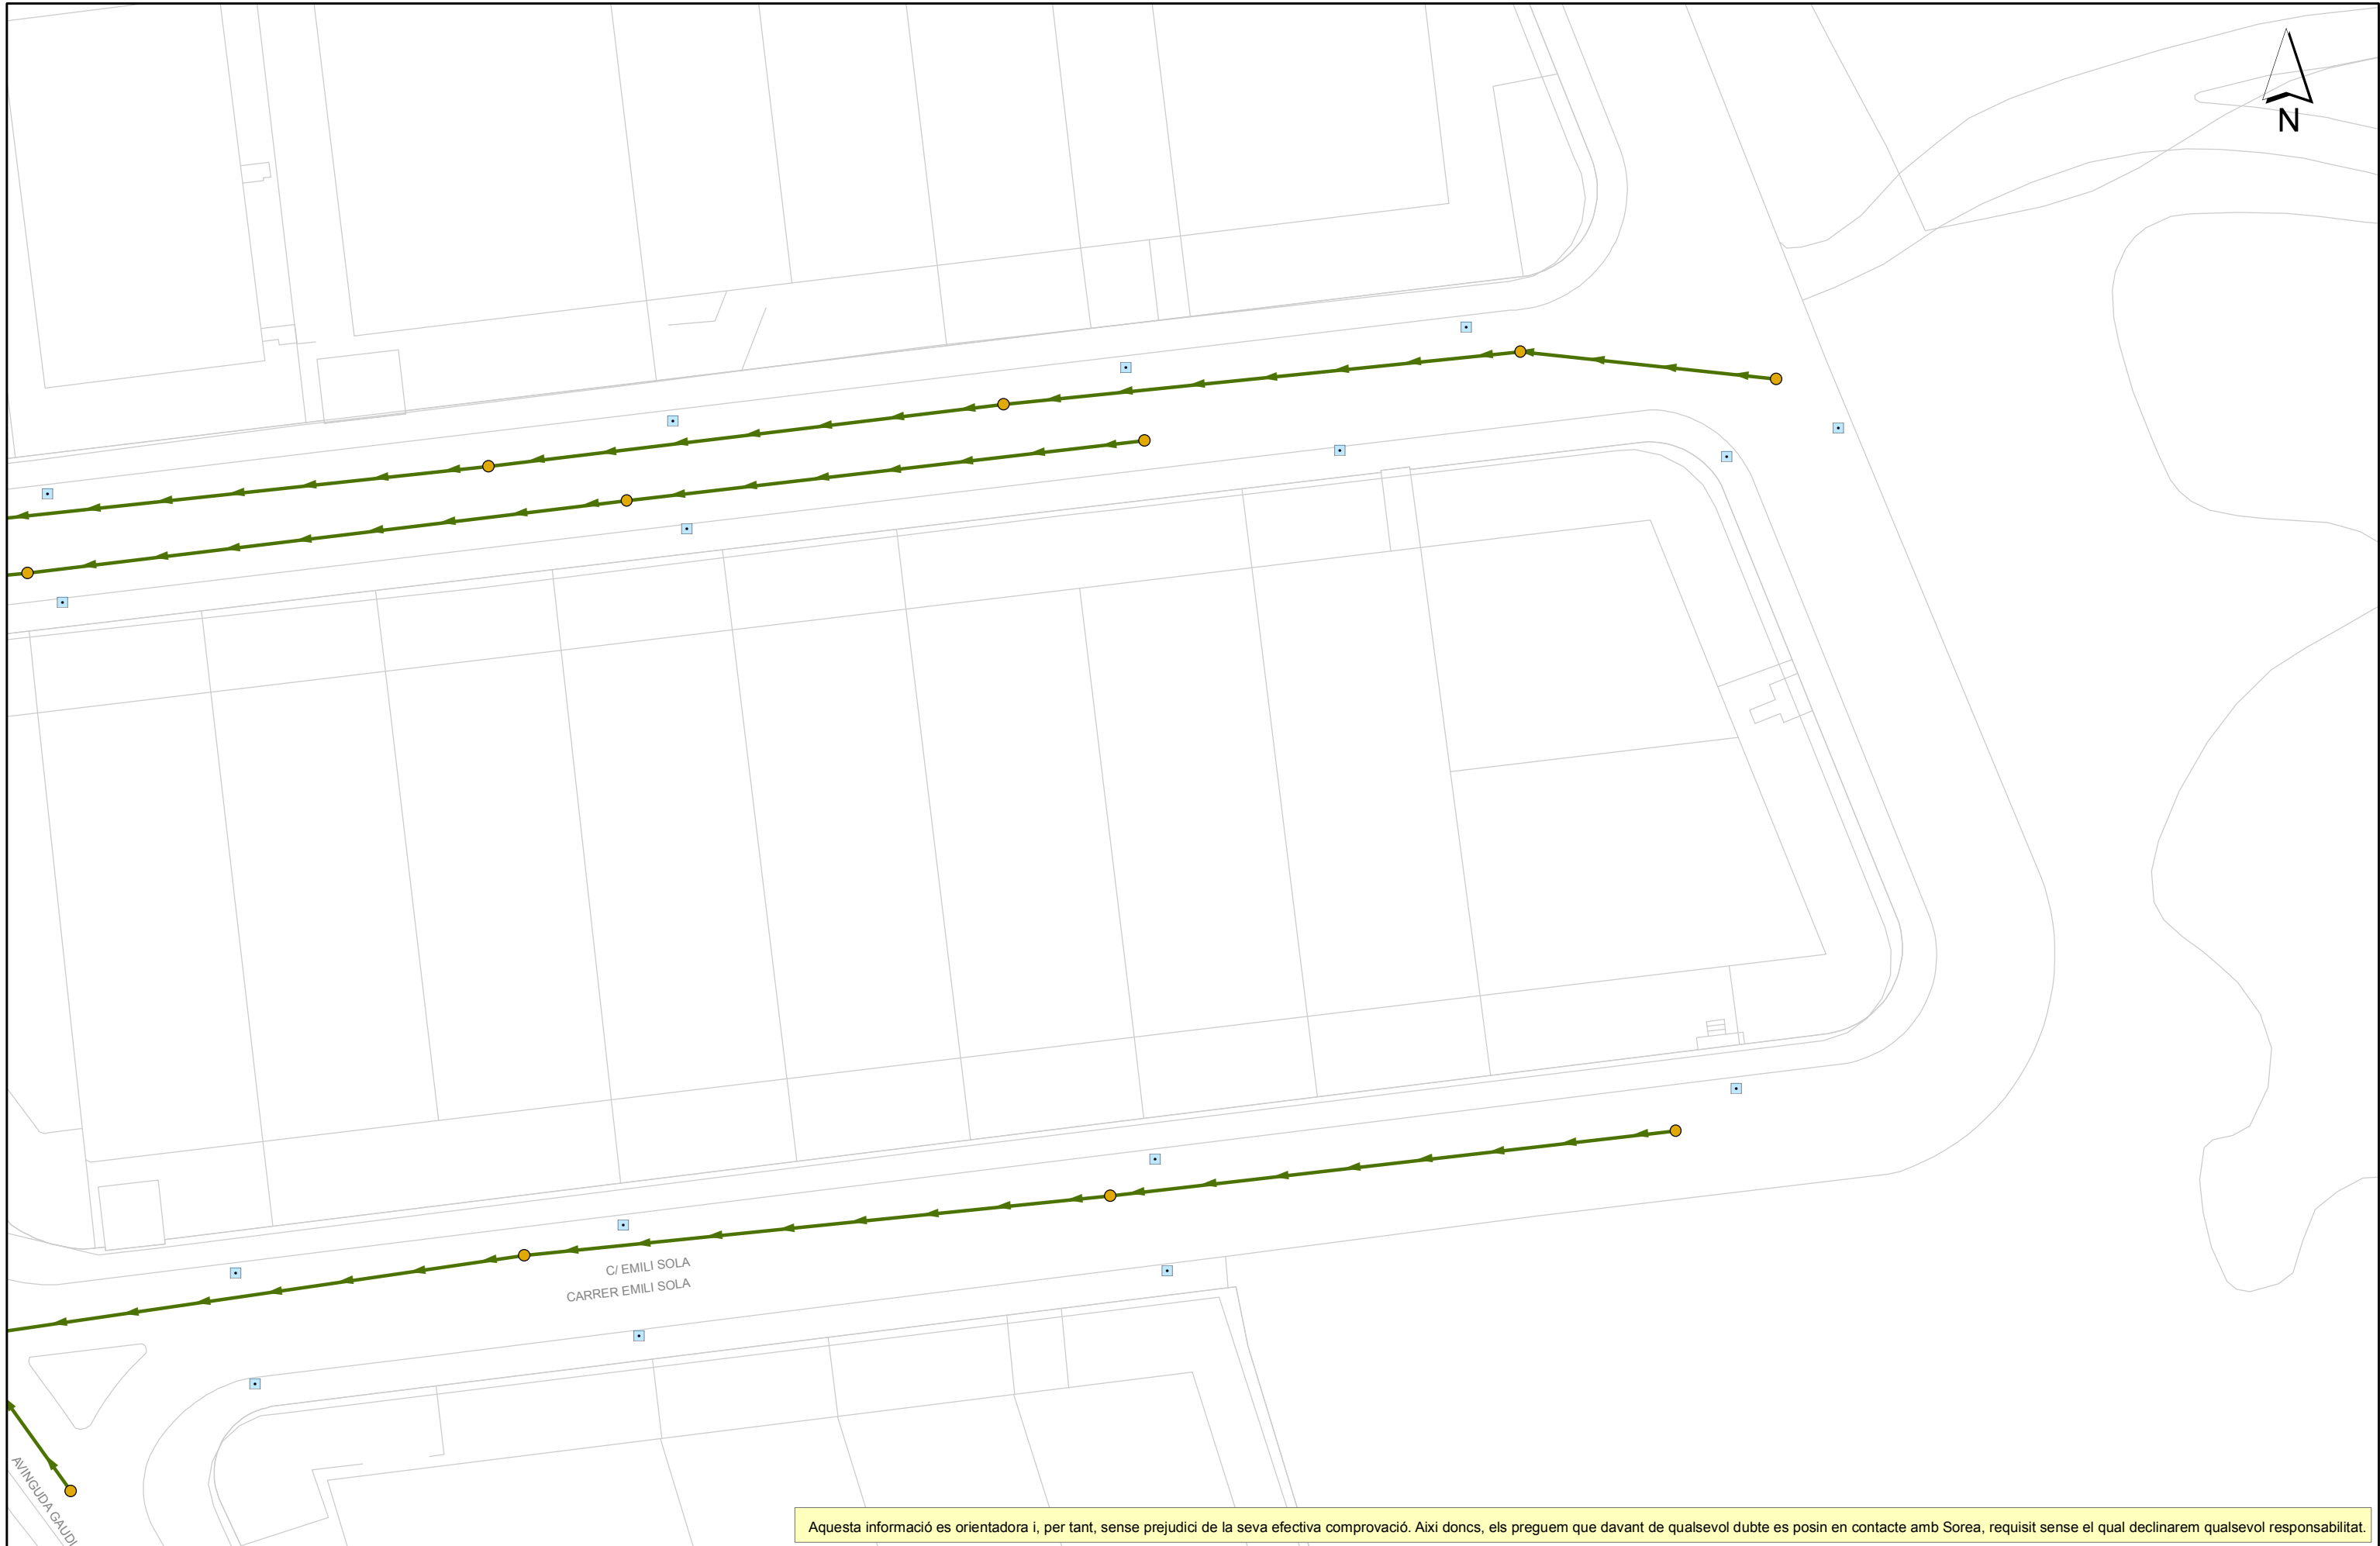 N
C/ EMILI SOLA
CARRER EMILI SOLA
AVINGUDA GAUDI
Aquesta informació es orientadora i, per tant, sense prejudici de la seva efectiva comprovació. Aixi doncs, els preguem que davant de qualsevol dubte es posin en contacte amb Sorea, requisit sense el qual declinarem qualsevol responsabilitat.